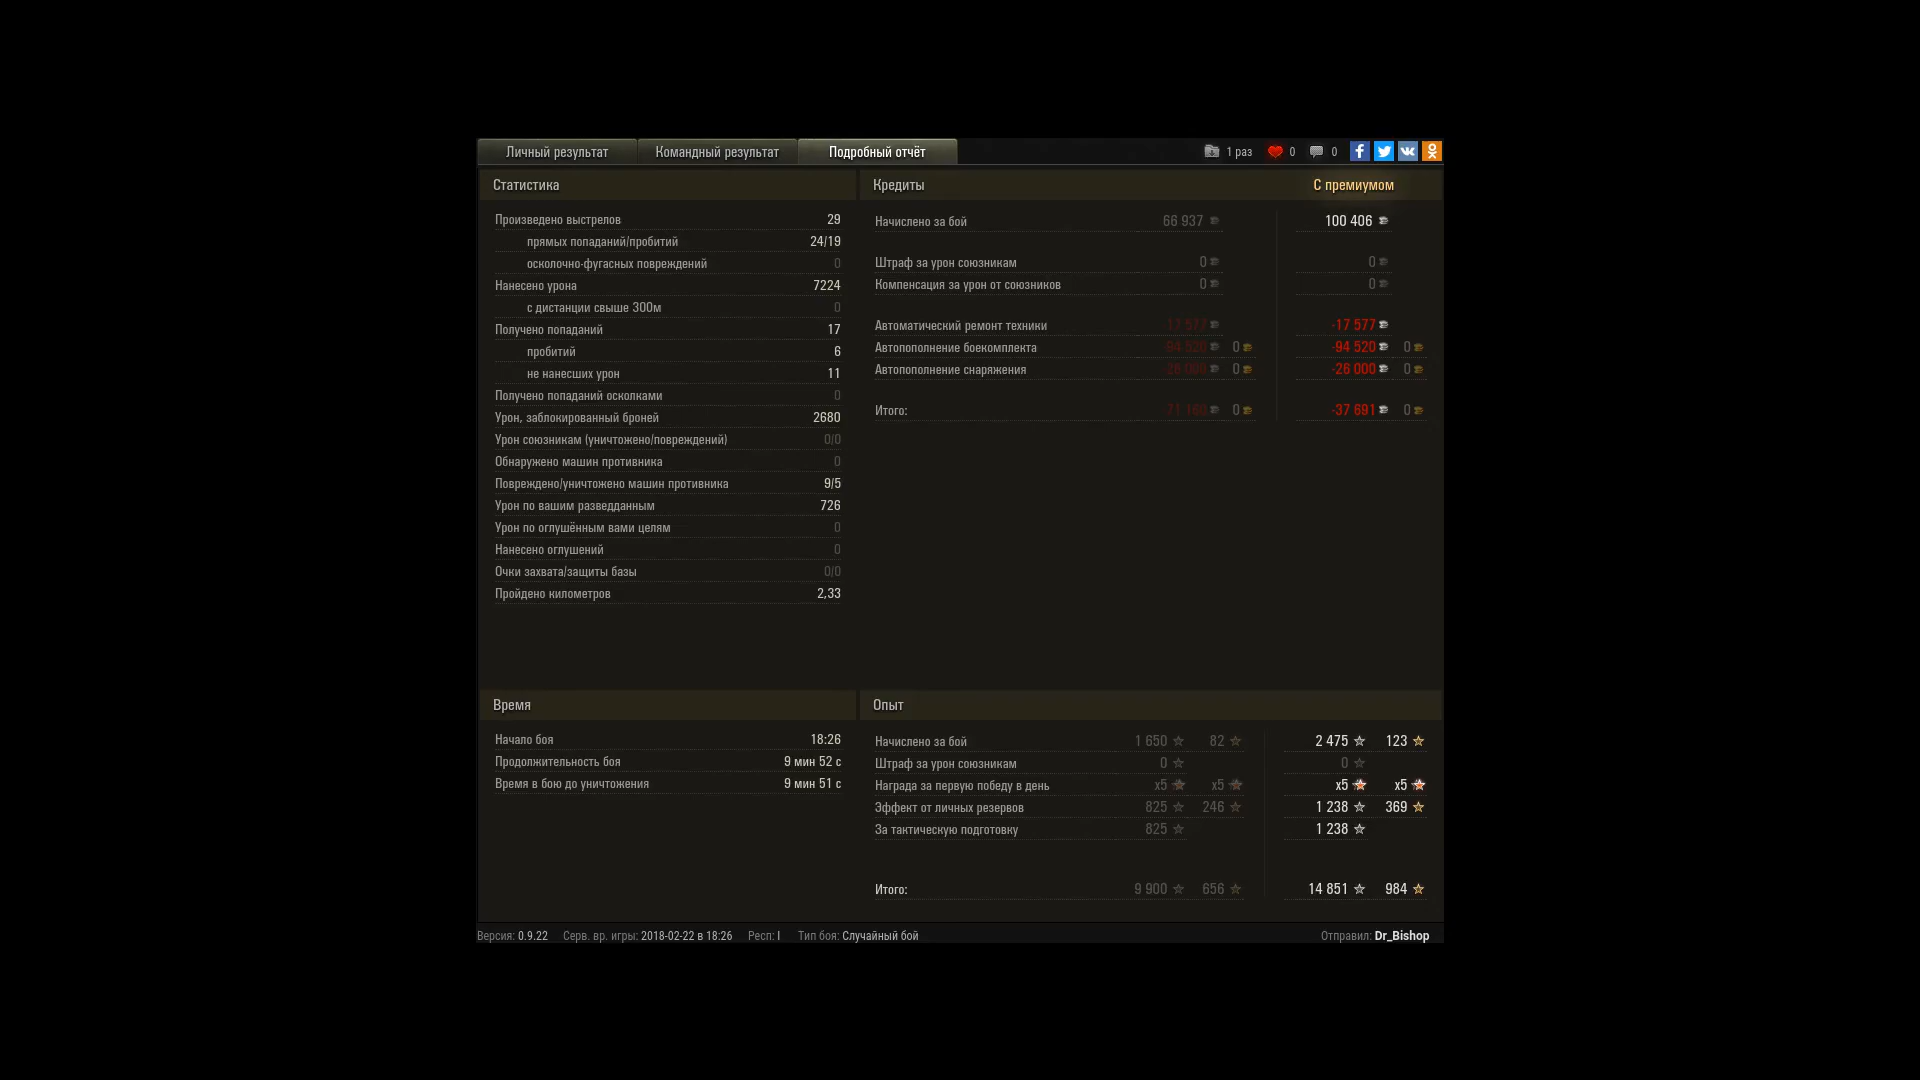 Личный результат Командный результат Подробный отчёт 1 раз 0 0
Статистика
Произведено выстрелов 29
прямых попаданий/пробитий 24/19
осколочно-фугасных повреждений 0
Нанесено урона 7224
с дистанции свыше 300м 0
Получено попаданий 17
пробитий 6
не нанесших урон 11
Получено попаданий осколками 0
Урон, заблокированный броней 2680
Урон союзникам (уничтожено/повреждений) 0/0
Обнаружено машин противника 0
Повреждено/уничтожено машин противника 9/5
Урон по вашим разведданным 726
Урон по оглушённым вами целям 0
Нанесено оглушений 0
Очки захвата/защиты базы 0/0
Пройдено километров 2,33
Кредиты С премиумом
Начислено за бой 66 937 100 406
Штраф за урон союзникам 0 0
Компенсация за урон от союзников 0 0
Автоматический ремонт техники -17 577 -17 577
Автопополнение боекомплекта -94 520 0 -94 520 0
Автопополнение снаряжения -26 000 0 -26 000 0
Итого: -71 160 0 -37 691 0
Время
Начало боя 18:26
Продолжительность боя 9 мин 52 с
Время в бою до уничтожения 9 мин 51 с
Опыт
Начислено за бой 1 650 82 2 475 123
Штраф за урон союзникам 0 0
Награда за первую победу в день x5 x5 x5 x5
Эффект от личных резервов 825 246 1 238 369
За тактическую подготовку 825 1 238
Итого: 9 900 656 14 851 984
Версия: 0.9.22 Серв. вр. игры: 2018-02-22 в 18:26 Респ: I Тип боя: Случайный бой Отправил: Dr_Bishop